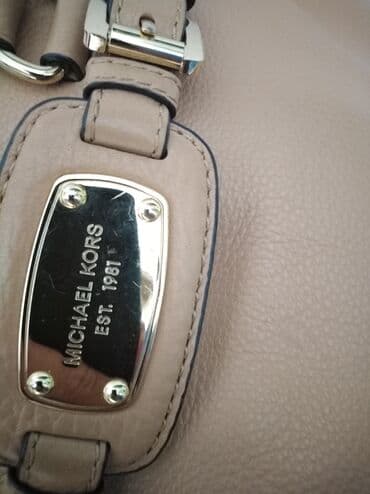 MICHAEL KORS
EST. 1981